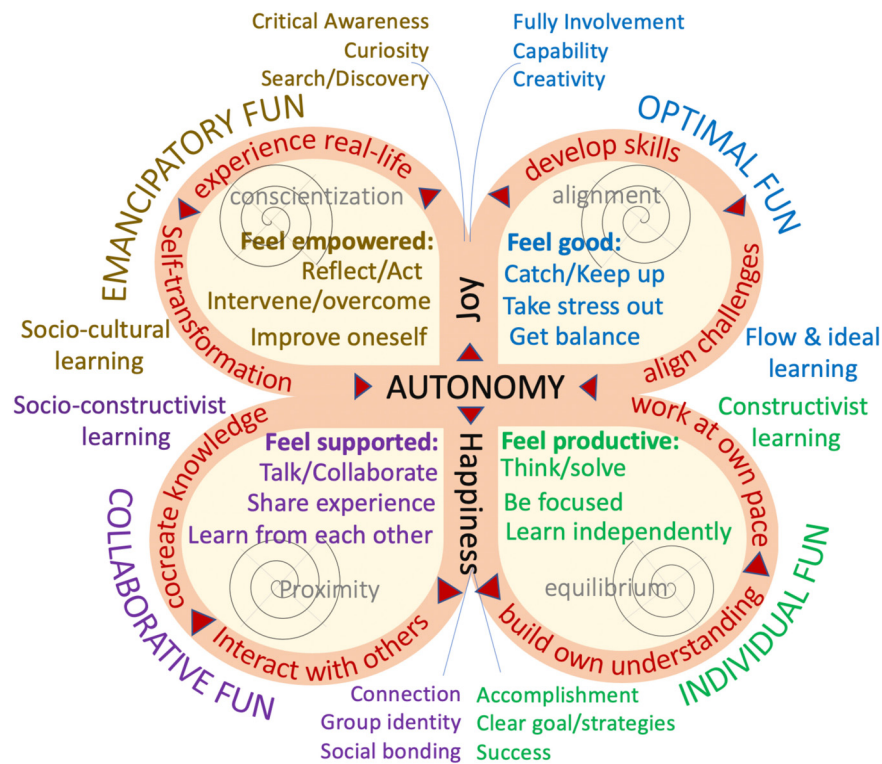 Critical Awareness
Curiosity
Search/Discovery
Fully Involvement
Capability
Creativity
EMANCIPATORY FUN
experience real-life
Self-transformation
conscientization
Feel empowered:
Reflect/Act
Intervene/overcome
Improve oneself
Socio-cultural
learning
OPTIMAL FUN
develop skills
align challenges
alignment
Feel good:
Catch/Keep up
Take stress out
Get balance
Flow & ideal
learning
Joy
AUTONOMY
Happiness
Socio-constructivist
learning
COLLABORATIVE FUN
cocreate knowledge
Interact with others
Feel supported:
Talk/Collaborate
Share experience
Learn from each other
Proximity
Constructivist
learning
INDIVIDUAL FUN
work at own pace
build own understanding
Feel productive:
Think/solve
Be focused
Learn independently
equilibrium
Connection
Group identity
Social bonding
Accomplishment
Clear goal/strategies
Success